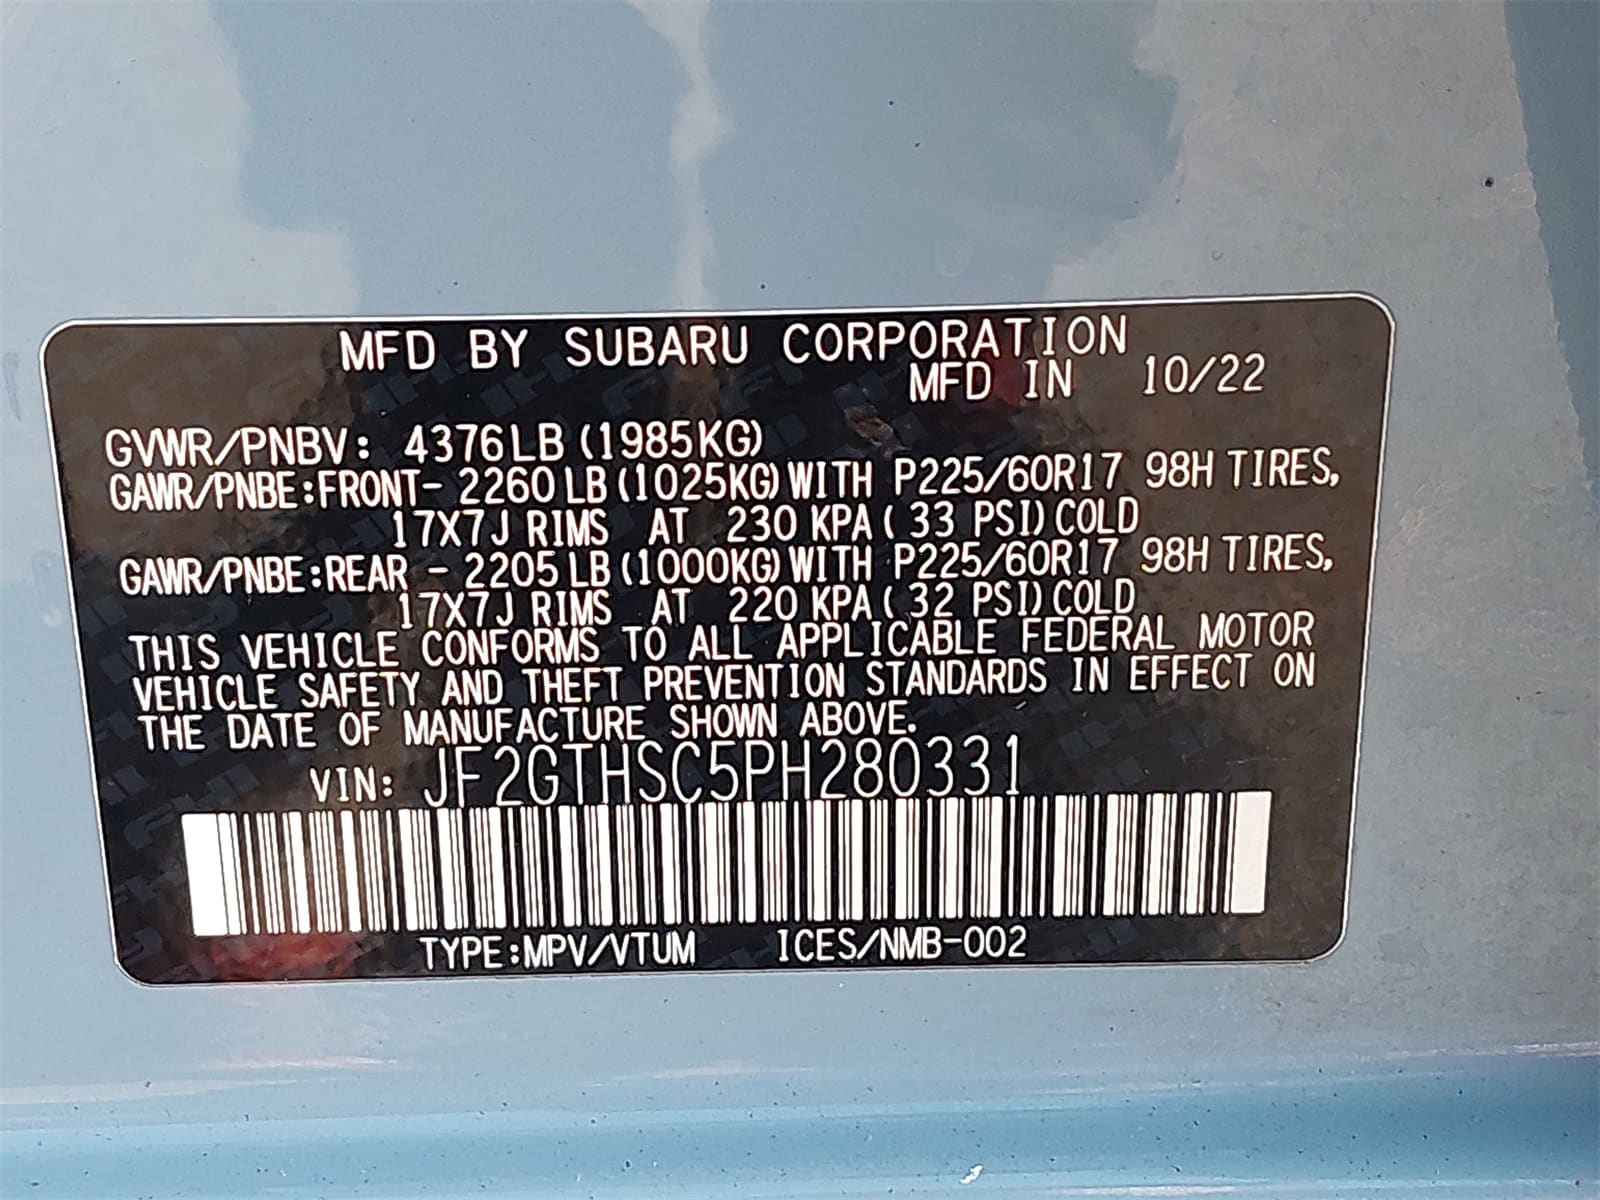 MFD BY SUBARU CORPORATION
MFD IN 10/22
GVWR/PNBV: 4376LB (1985KG)
GAWR/PNBE:FRONT- 2260 LB (1025KG) WITH P225/60R17 98H TIRES,
17X7J RIMS AT 230 KPA ( 33 PSI) COLD
GAWR/PNBE:REAR - 2205 LB (1000KG) WITH P225/60R17 98H TIRES,
17X7J RIMS AT 220 KPA ( 32 PSI) COLD
THIS VEHICLE CONFORMS TO ALL APPLICABLE FEDERAL MOTOR
VEHICLE SAFETY AND THEFT PREVENTION STANDARDS IN EFFECT ON
THE DATE OF MANUFACTURE SHOWN ABOVE.
VIN: JF2GTHSC5PH280331
TYPE:MPV/VTUM ICES/NMB-002